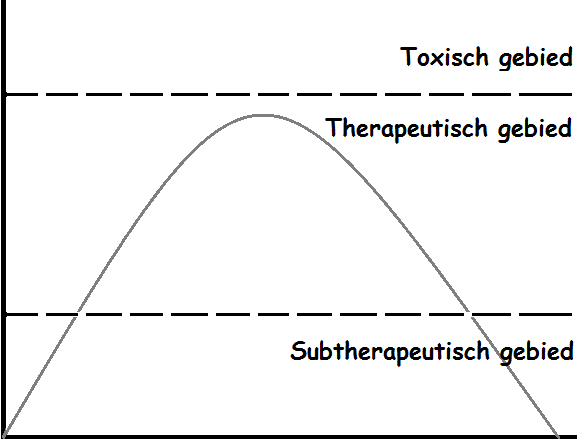 Toxisch gebied
Therapeutisch gebied
Subtherapeutisch gebied